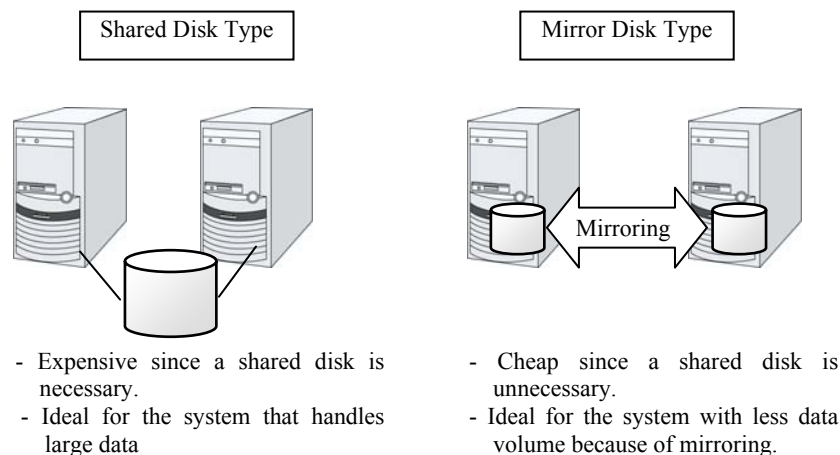 Shared Disk Type
- Expensive since a shared disk is
necessary.
- Ideal for the system that handles
large data
Mirror Disk Type
Mirroring
- Cheap since a shared disk is
unnecessary.
- Ideal for the system with less data
volume because of mirroring.